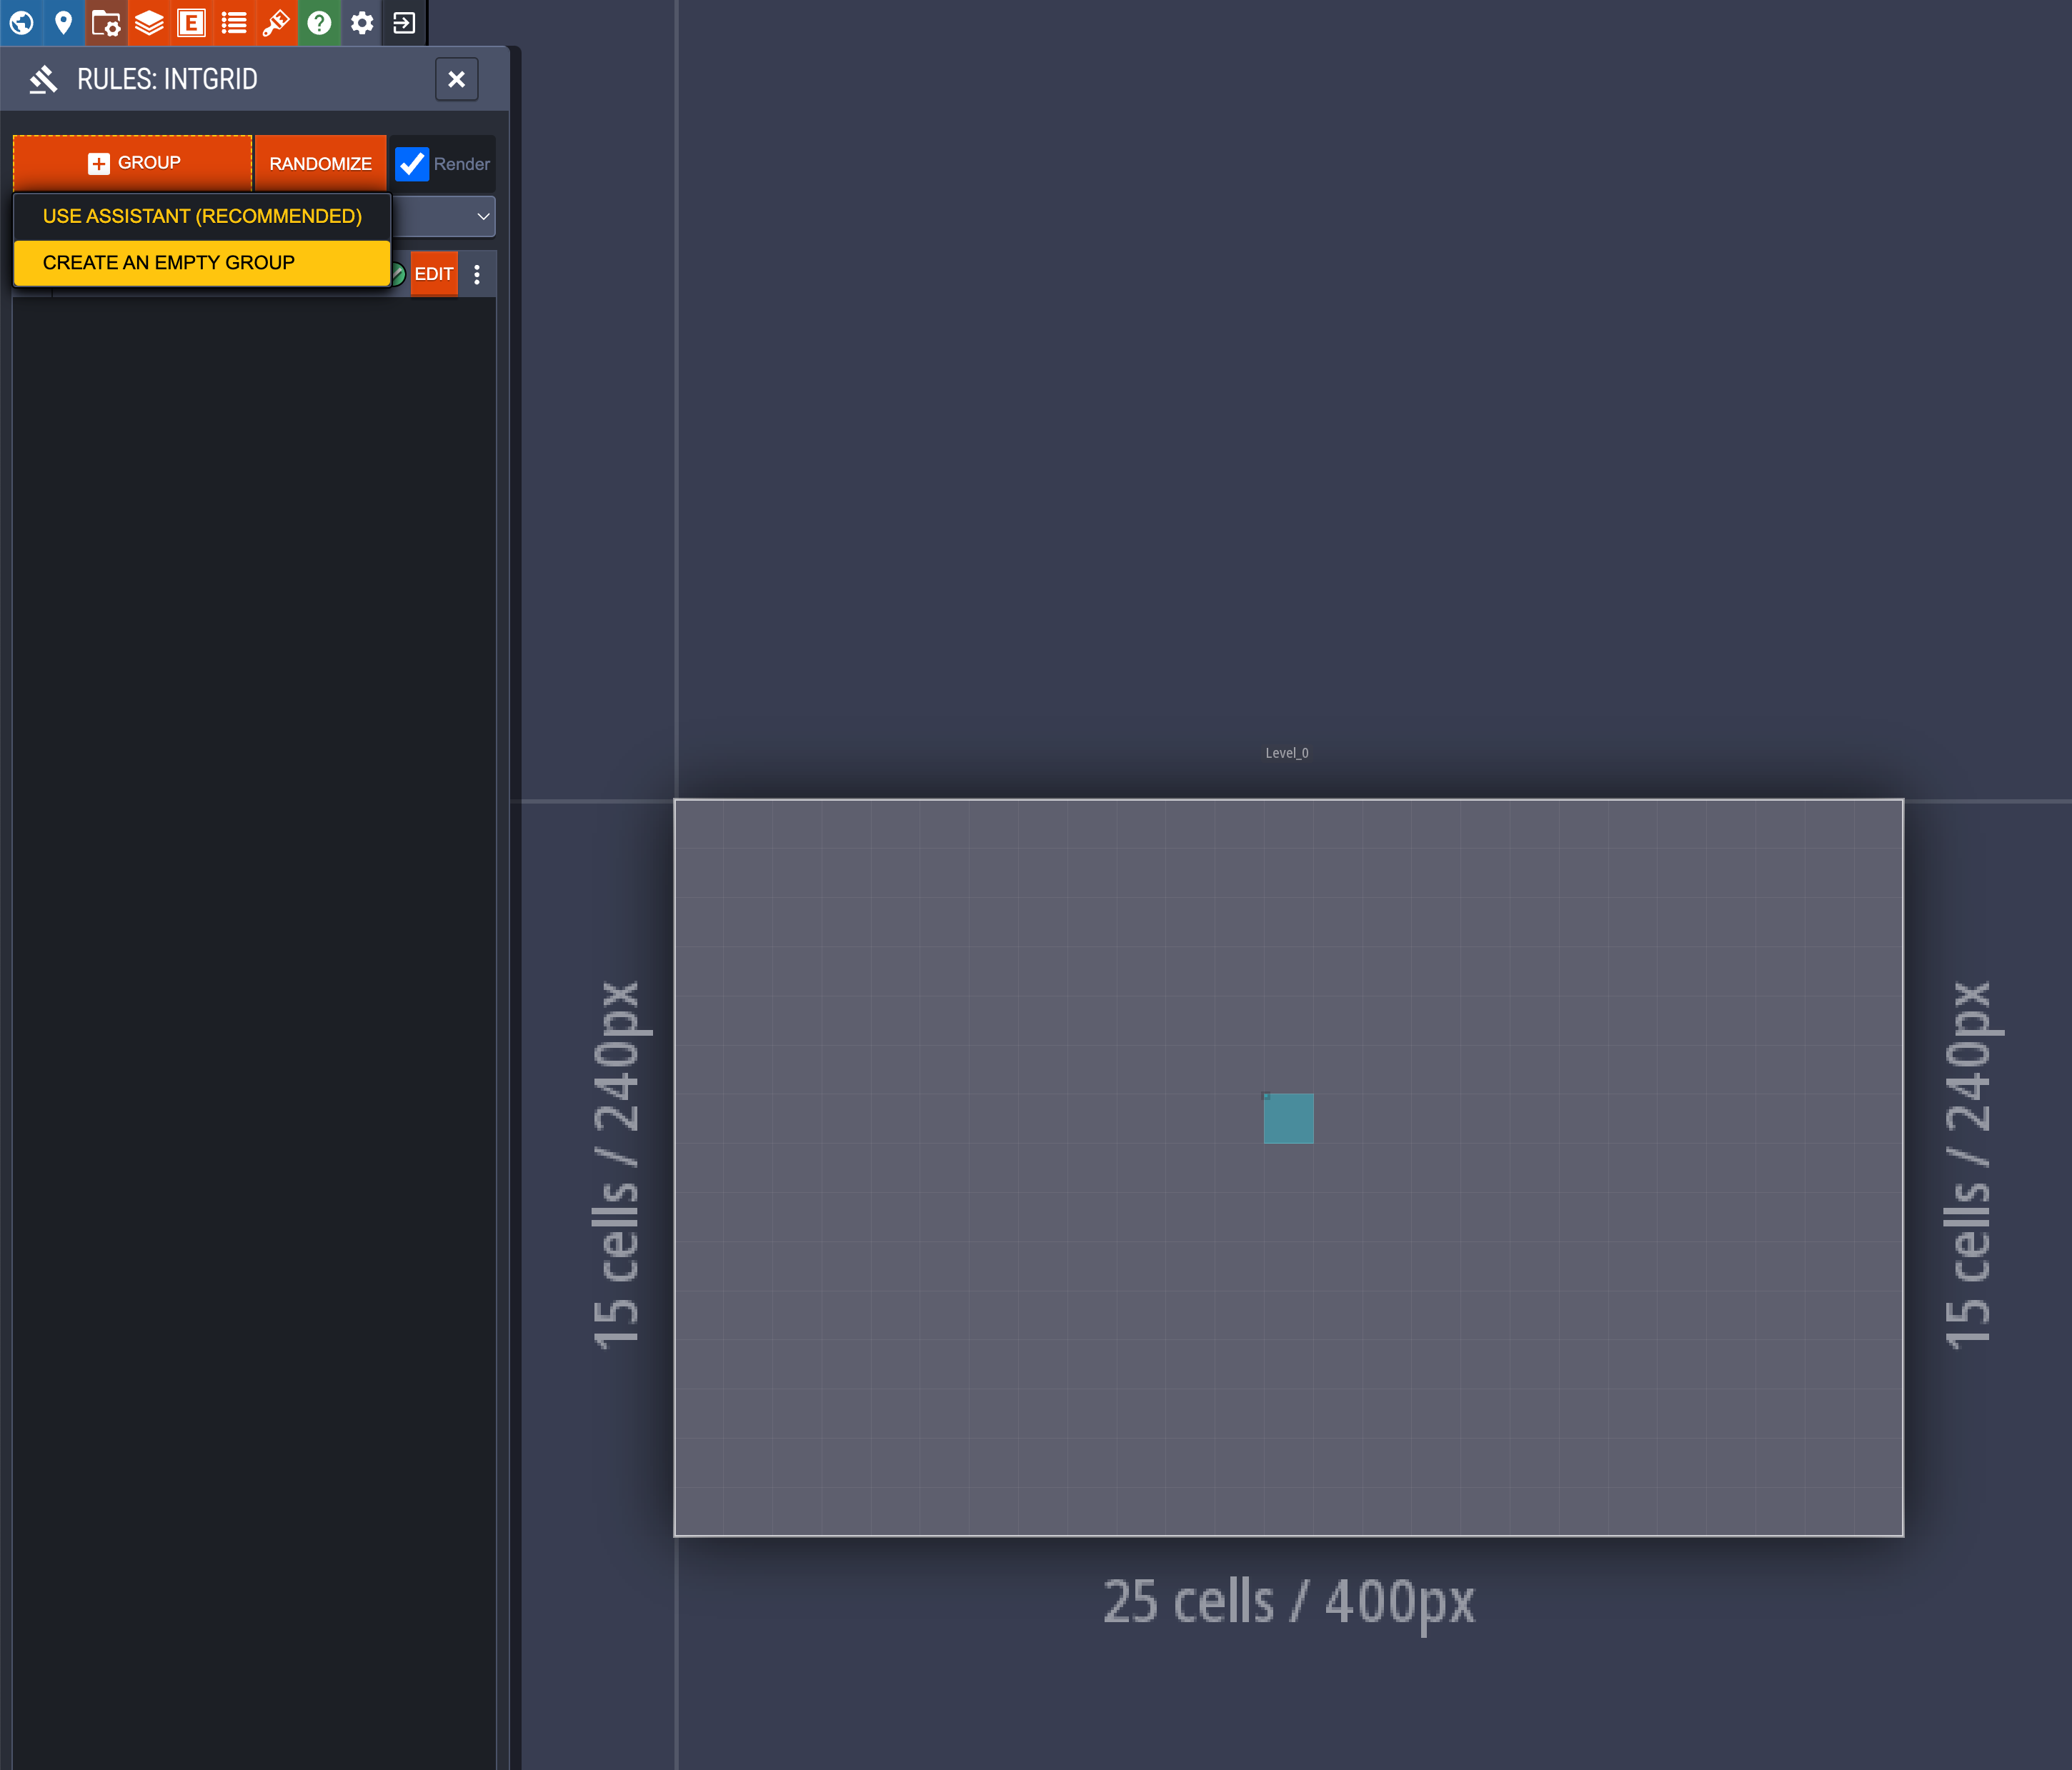 E
RULES: INTGRID
GROUP
RANDOMIZE
Render
USE ASSISTANT (RECOMMENDED)
CREATE AN EMPTY GROUP
EDIT
Level_0
15 cells / 240px
15 cells / 240px
25 cells / 400px